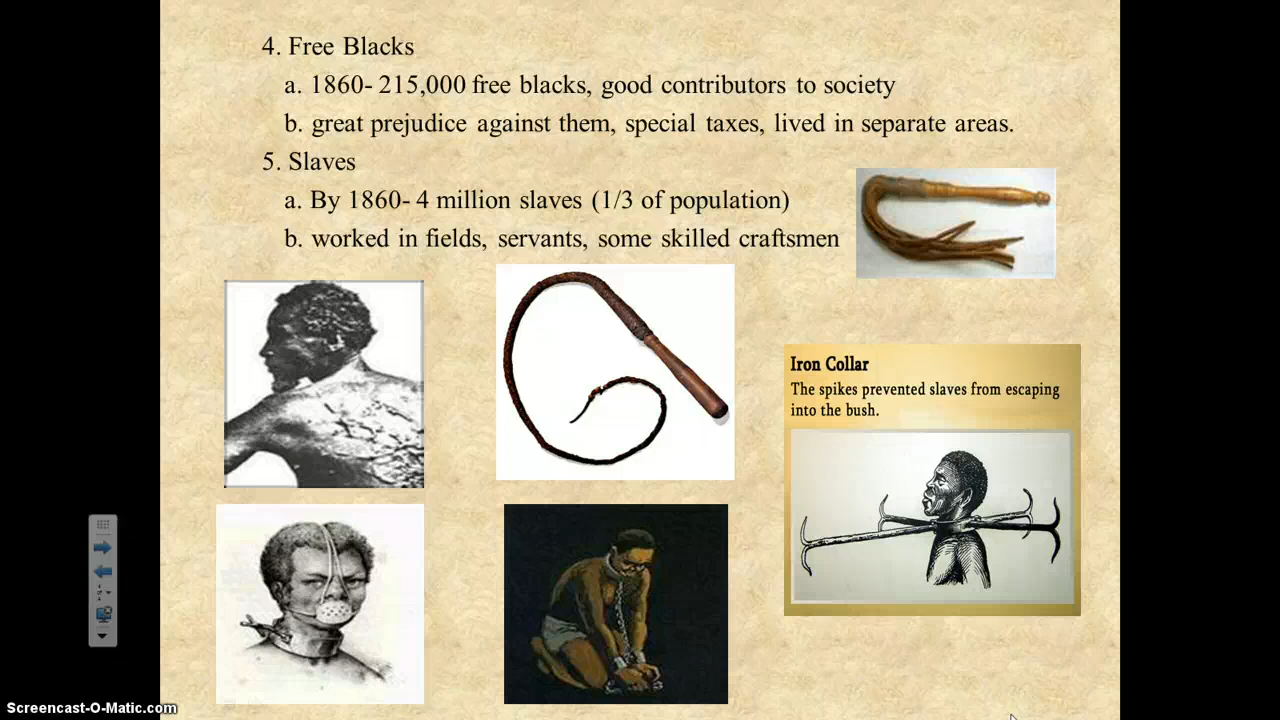 4. Free Blacks
a. 1860- 215,000 free blacks, good contributors to society
b. great prejudice against them, special taxes, lived in separate areas.
5. Slaves
a. By 1860- 4 million slaves (1/3 of population)
b. worked in fields, servants, some skilled craftsmen
Iron Collar
The spikes prevented slaves from escaping
into the bush.
Screencast-O-Matic.com